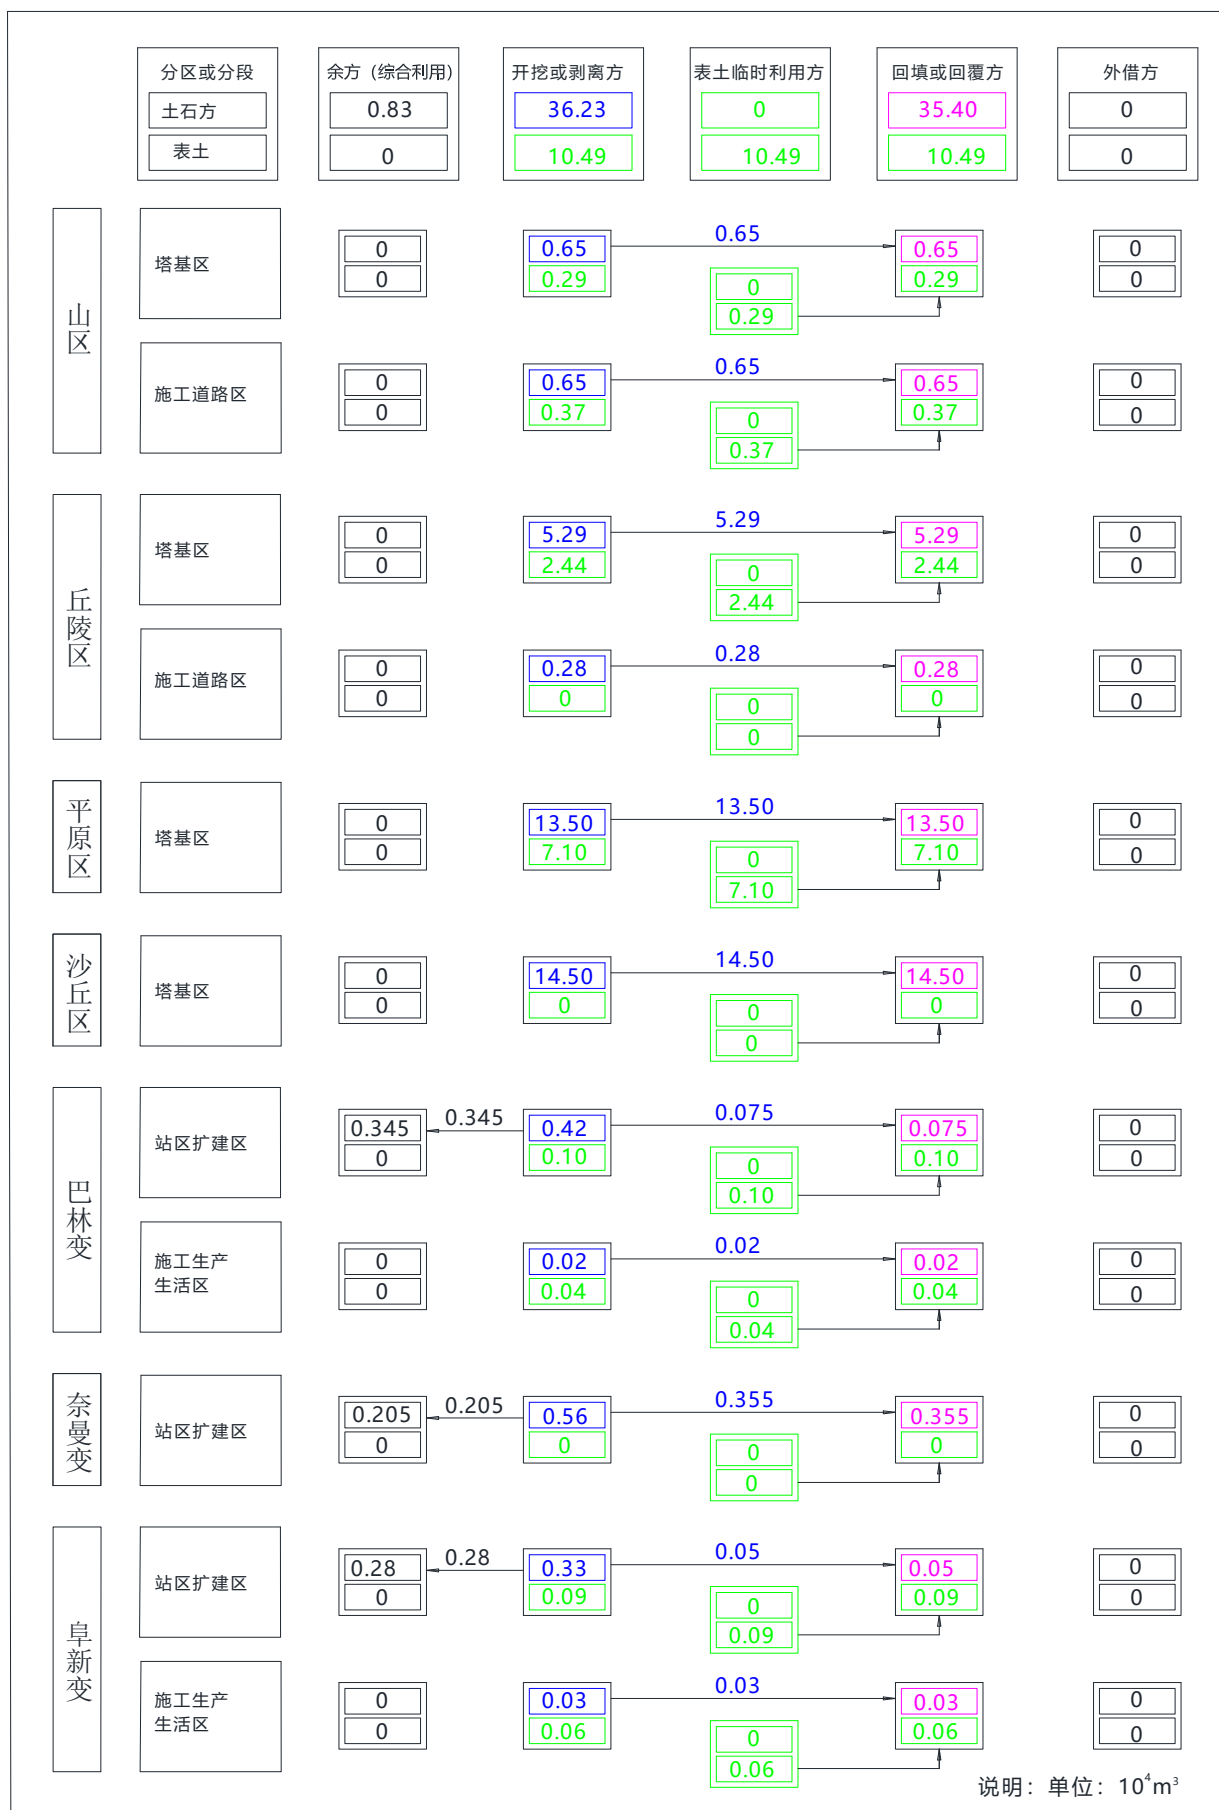 分区或分段 余方（综合利用） 开挖或剥离方 表土临时利用方 回填或回覆方 外借方
土石方 0.83 36.23 0 35.40 0
表土 0 10.49 10.49 10.49 0
山区
塔基区
0 0.65 0.65 0.65 0
0 0.29 0.29 0
0
0.29
施工道路区
0 0.65 0.65 0.65 0
0 0.37 0.37 0
0
0.37
丘陵区
塔基区
0 5.29 5.29 5.29 0
0 2.44 2.44 0
0
2.44
施工道路区
0 0.28 0.28 0.28 0
0 0 0 0
0
0
平原区
塔基区
0 13.50 13.50 13.50 0
0 7.10 7.10 0
0
7.10
沙丘区
塔基区
0 14.50 14.50 14.50 0
0 0 0 0
0
0
巴林变
站区扩建区
0.345 0.345 0.42 0.075 0.075 0
0 0.10 0.10 0
0
0.10
施工生产
生活区
0 0.02 0.02 0.02 0
0 0.04 0.04 0
0
0.04
奈曼变
站区扩建区
0.205 0.205 0.56 0.355 0.355 0
0 0 0 0
0
0
阜新变
站区扩建区
0.28 0.28 0.33 0.05 0.05 0
0 0.09 0.09 0
0
0.09
施工生产
生活区
0 0.03 0.03 0.03 0
0 0.06 0.06 0
0
0.06
说明：单位：10⁴m³